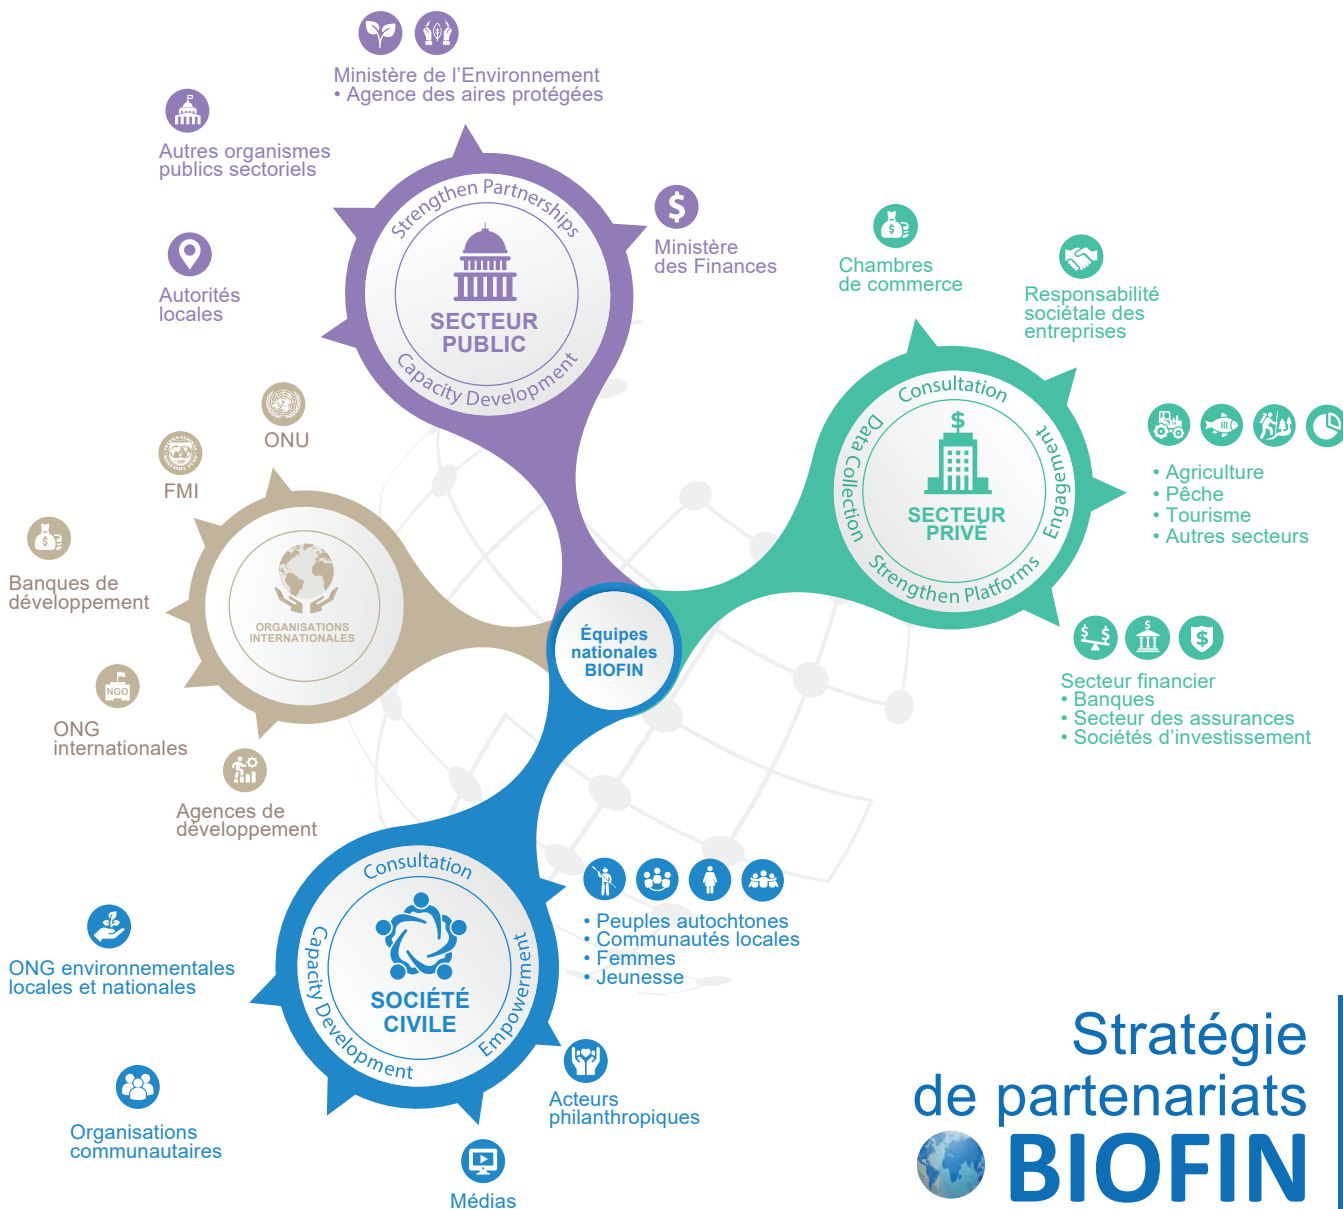 Ministère de l’Environnement
• Agence des aires protégées
Autres organismes
publics sectoriels
Autorités
locales
$
Ministère
des Finances
Strengthen Partnerships
SECTEUR
PUBLIC
Capacity Development
Chambres
de commerce
Responsabilité
sociétale des
entreprises
• Agriculture
• Pêche
• Tourisme
• Autres secteurs
Consultation
Data Collection
Engagement
$
SECTEUR
PRIVÉ
Strengthen Platforms
$ $
$
$
Secteur financier
• Banques
• Secteur des assurances
• Sociétés d’investissement
ONU
FMI
Banques de
développement
NGO
ONG
internationales
Agences de
développement
ORGANISATIONS
INTERNATIONALES
Équipes
nationales
BIOFIN
Consultation
Capacity Development
Empowerment
SOCIÉTÉ
CIVILE
• Peuples autochtones
• Communautés locales
• Femmes
• Jeunesse
ONG environnementales
locales et nationales
Organisations
communautaires
Médias
Acteurs
philanthropiques
Stratégie
de partenariats
BIOFIN